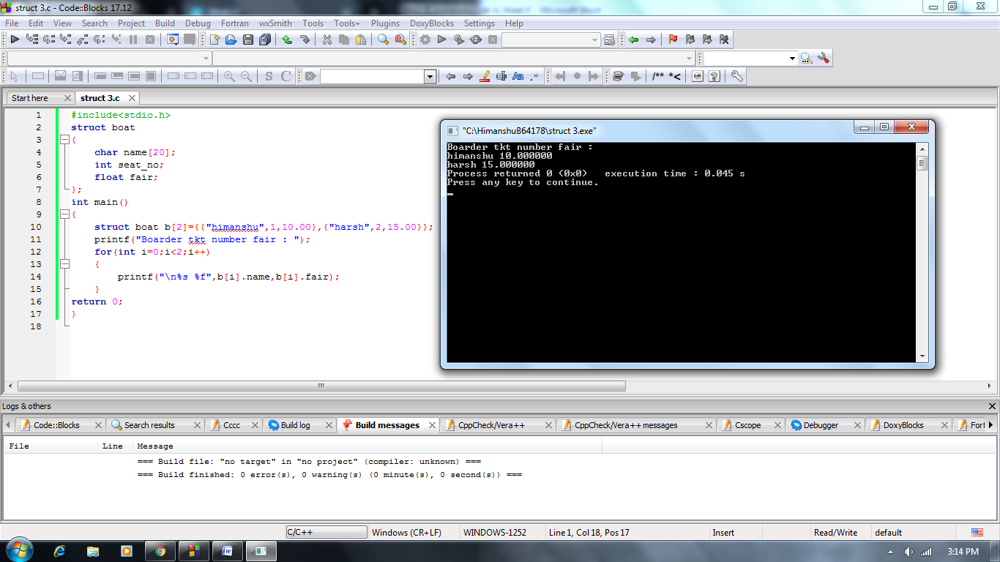 struct 3.c - Code::Blocks 17.12
File Edit View Search Project Build Debug Fortran wxSmith Tools Tools+ Plugins DoxyBlocks Settings Help
S C Aa .* /** *<
Start here struct 3.c
1 #include<stdio.h>
2 struct boat
3 {
4 char name[20];
5 int seat_no;
6 float fair;
7 };
8 int main()
9 {
10 struct boat b[2]={{"himanshu",1,10.00},{"harsh",2,15.00}};
11 printf("Boarder tkt number fair : ");
12 for(int i=0;i<2;i++)
13 {
14 printf("\n%s %f",b[i].name,b[i].fair);
15 }
16 return 0;
17 }
18
"C:\HimanshuB64178\struct 3.exe"
Boarder tkt number fair :
himanshu 10.000000
harsh 15.000000
Process returned 0 (0x0) execution time : 0.045 s
Press any key to continue.
Logs & others
Code::Blocks Search results Cccc Build log Build messages CppCheck/Vera++ CppCheck/Vera++ messages Cscope Debugger DoxyBlocks Fort
File Line Message
=== Build file: "no target" in "no project" (compiler: unknown) ===
=== Build finished: 0 error(s), 0 warning(s) (0 minute(s), 0 second(s)) ===
C/C++ Windows (CR+LF) WINDOWS-1252 Line 1, Col 18, Pos 17 Insert Read/Write default
3:14 PM